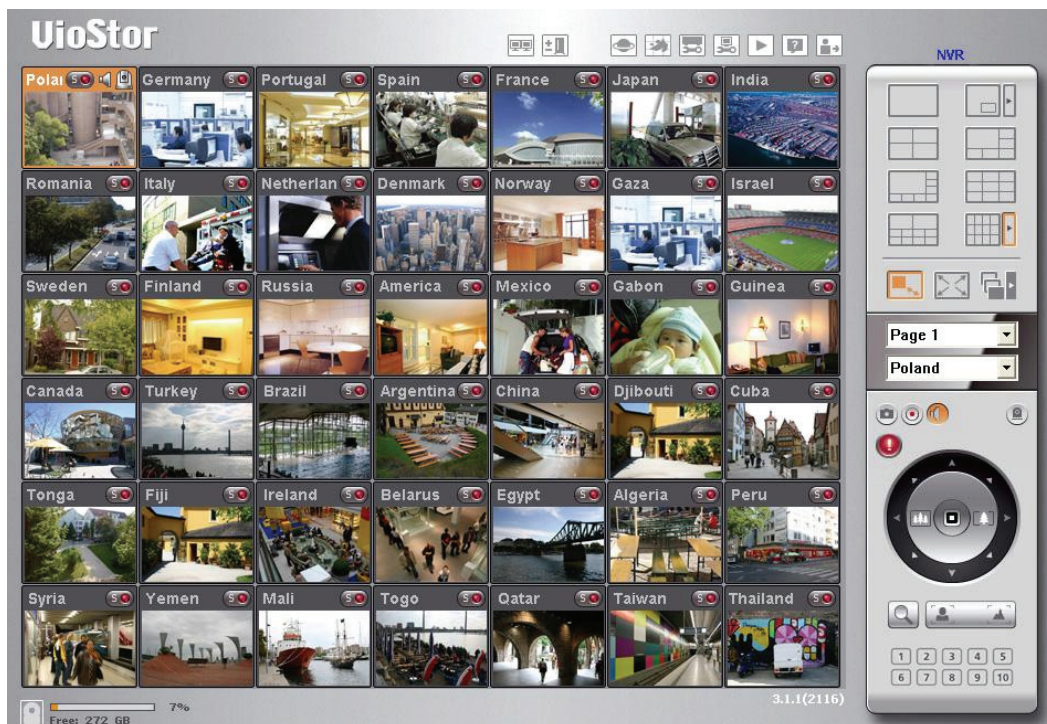 VioStor
NVR
Polan S
Germany S
Portugal S
Spain S
France S
Japan S
India S
Romania S
Italy S
Netherlan S
Denmark S
Norway S
Gaza S
Israel S
Sweden S
Finland S
Russia S
America S
Mexico S
Gabon S
Guinea S
Canada S
Turkey S
Brazil S
Argentina S
China S
Djibouti S
Cuba S
Tonga S
Fiji S
Ireland S
Belarus S
Egypt S
Algeria S
Peru S
Syria S
Yemen S
Mali S
Togo S
Qatar S
Taiwan S
Thailand S
Page 1
Poland
1 2 3 4 5
6 7 8 9 10
3.1.1(2116)
7%
Free: 272 GB